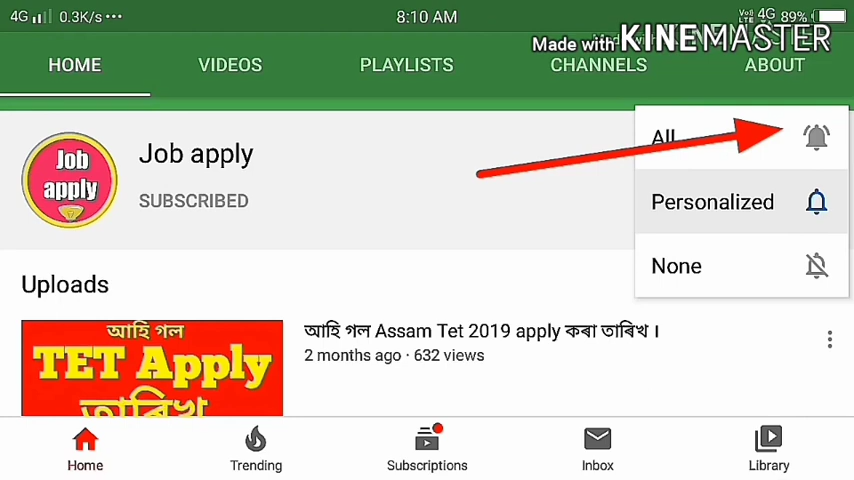 4G 0.3K/s ••• 8:10 AM Vo) LTE 4G 89%
Made with KINEMASTER
HOME VIDEOS PLAYLISTS CHANNELS ABOUT
Job apply
Job apply
SUBSCRIBED
All
Personalized
None
Uploads
আহি গল
TET Apply
তাৰিখ
আহি গল Assam Tet 2019 apply কৰা তাৰিখ ।
2 months ago · 632 views
Home Trending Subscriptions Inbox Library